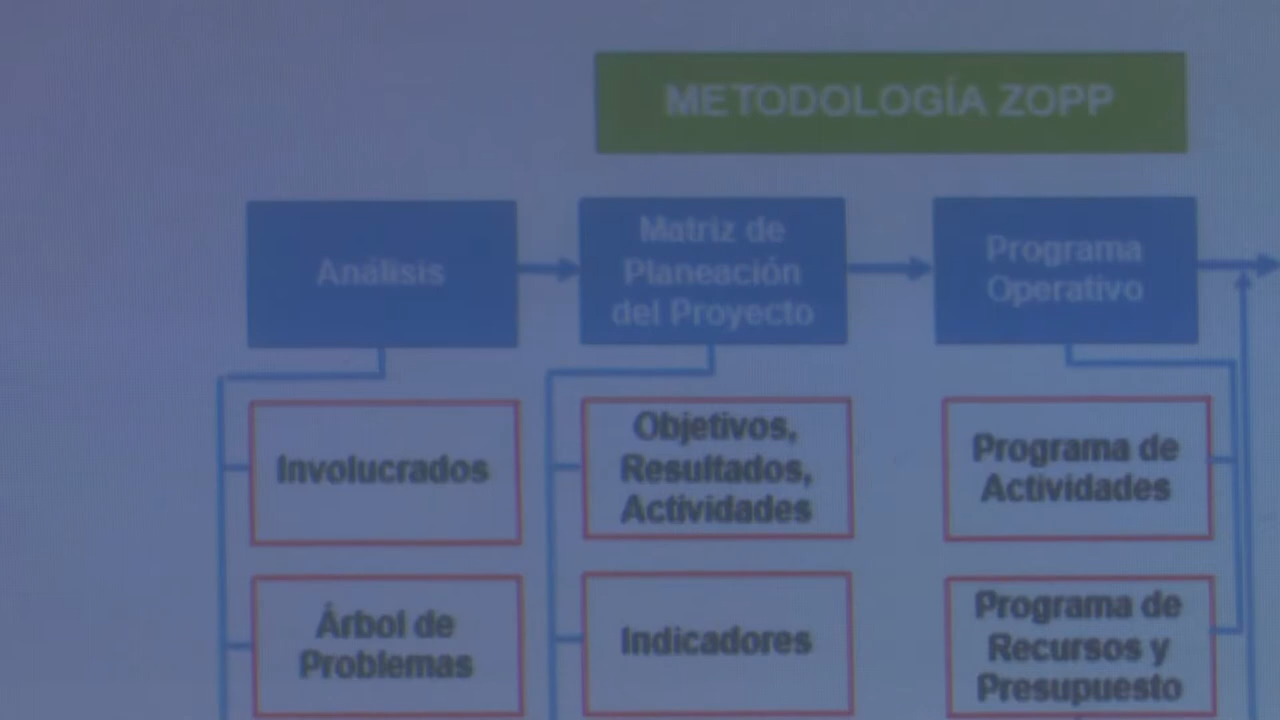 METODOLOGÍA ZOPP
Análisis
Matriz de
Planeación
del Proyecto
Programa
Operativo
Involucrados
Objetivos,
Resultados,
Actividades
Programa de
Actividades
Árbol de
Problemas
Indicadores
Programa de
Recursos y
Presupuesto